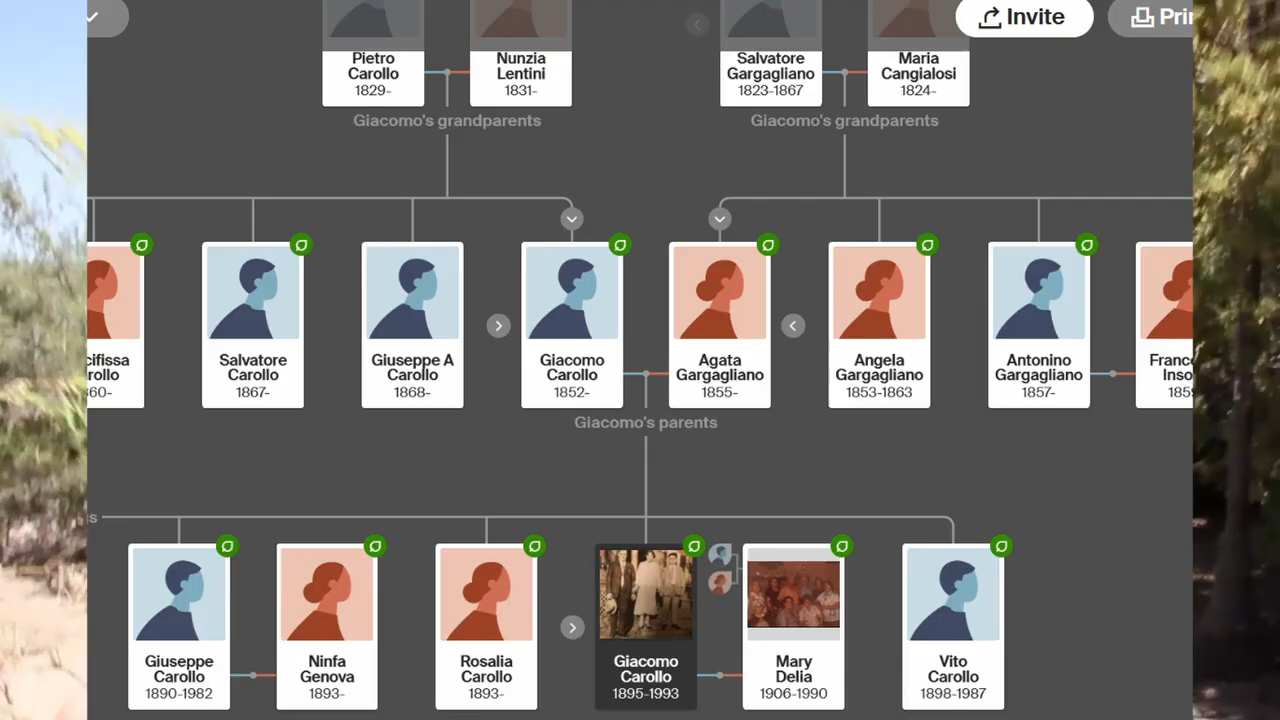 Invite
Pietro
Carollo
1829-
Nunzia
Lentini
1831-
Salvatore
Gargagliano
1823-1867
Maria
Cangialosi
1824-
Giacomo's grandparents
Giacomo's grandparents
Salvatore
Carollo
1867-
Giuseppe A
Carollo
1868-
Giacomo
Carollo
1852-
Agata
Gargagliano
1855-
Angela
Gargagliano
1853-1863
Antonino
Gargagliano
1857-
Giacomo's parents
Giuseppe
Carollo
1890-1982
Ninfa
Genova
1893-
Rosalia
Carollo
1893-
Giacomo
Carollo
1895-1993
Mary
Delia
1906-1990
Vito
Carollo
1898-1987